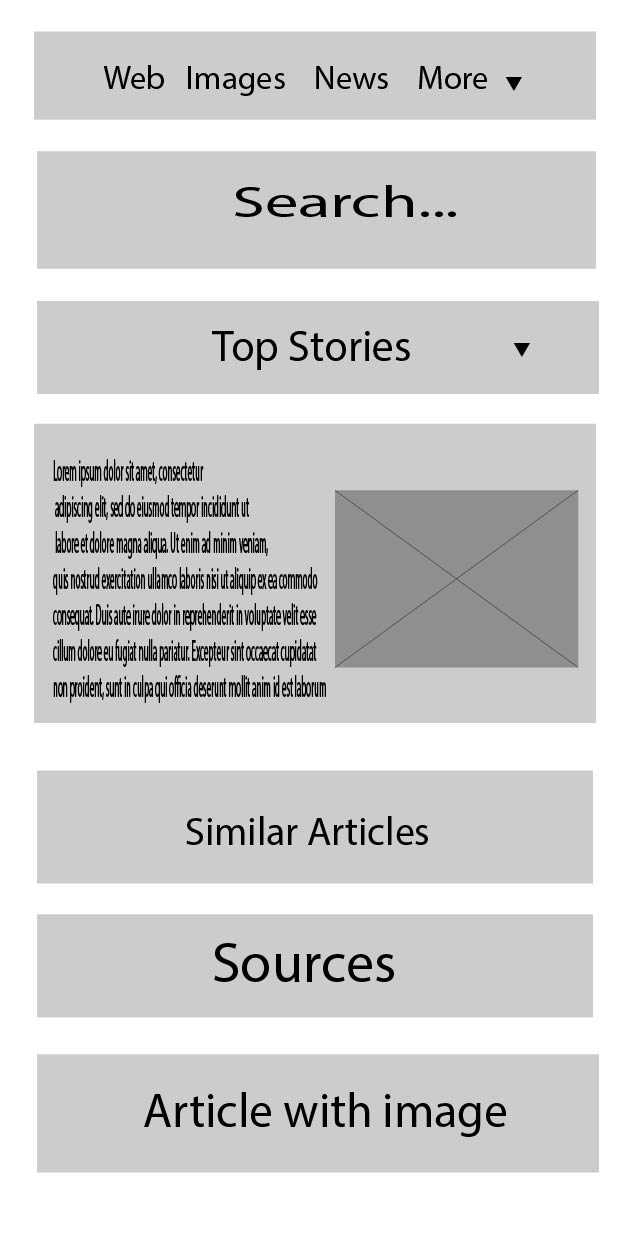 Web Images News More
Search...
Top Stories
Lorem ipsum dolor sit amet, consectetur
adipiscing elit, sed do eiusmod tempor incididunt ut
labore et dolore magna aliqua. Ut enim ad minim veniam,
quis nostrud exercitation ullamco laboris nisi ut aliquip ex ea commodo
consequat. Duis aute irure dolor in reprehenderit in voluptate velit esse
cillum dolore eu fugiat nulla pariatur. Excepteur sint occaecat cupidatat
non proident, sunt in culpa qui officia deserunt mollit anim id est laborum
Similar Articles
Sources
Article with image